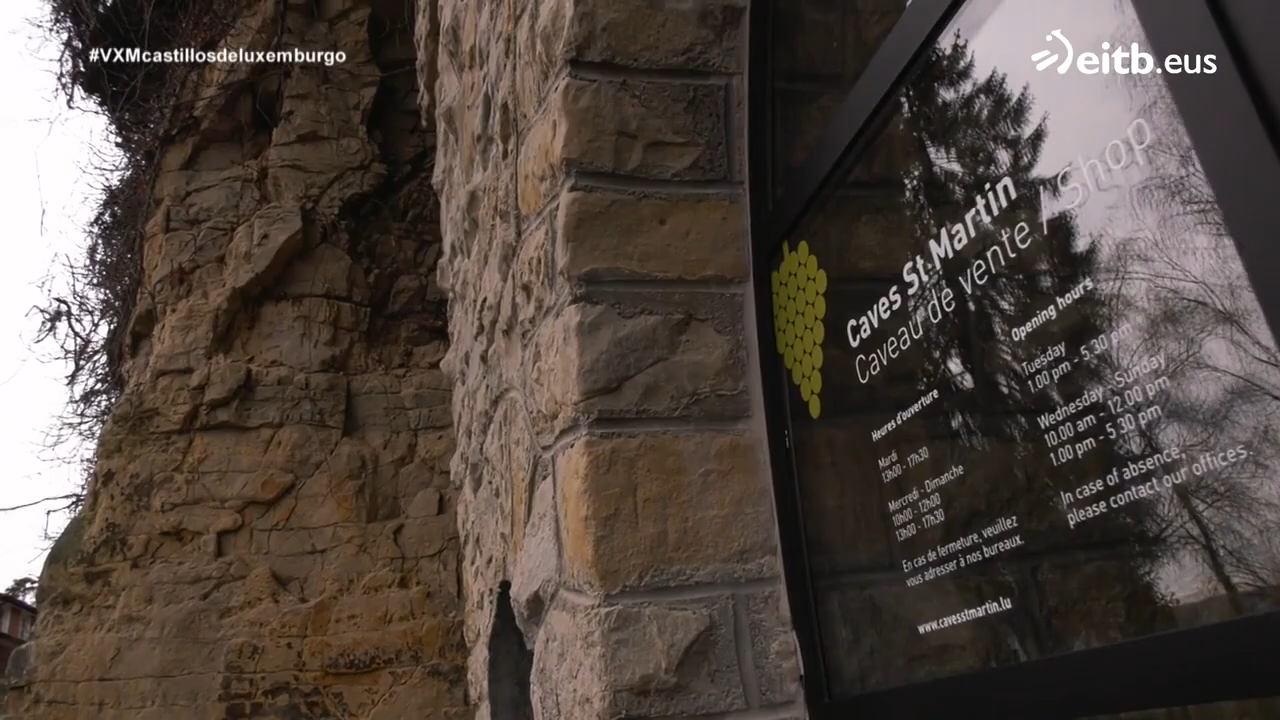 #VXMcastillosdeluxemburgo
eitb.eus
Caves St Martin
Caveau de vente / Shop
Heures d'ouverture
Mardi
13h00 - 17h30
Mercredi - Dimanche
10h00 - 12h00
13h00 - 17h30
En cas de fermeture, veuillez
vous adresser à nos bureaux.
www.cavesstmartin.lu
Opening hours
Tuesday
1.00 pm - 5.30 pm
Wednesday - Sunday
10.00 am - 12.00 pm
1.00 pm - 5.30 pm
In case of absence,
please contact our offices.